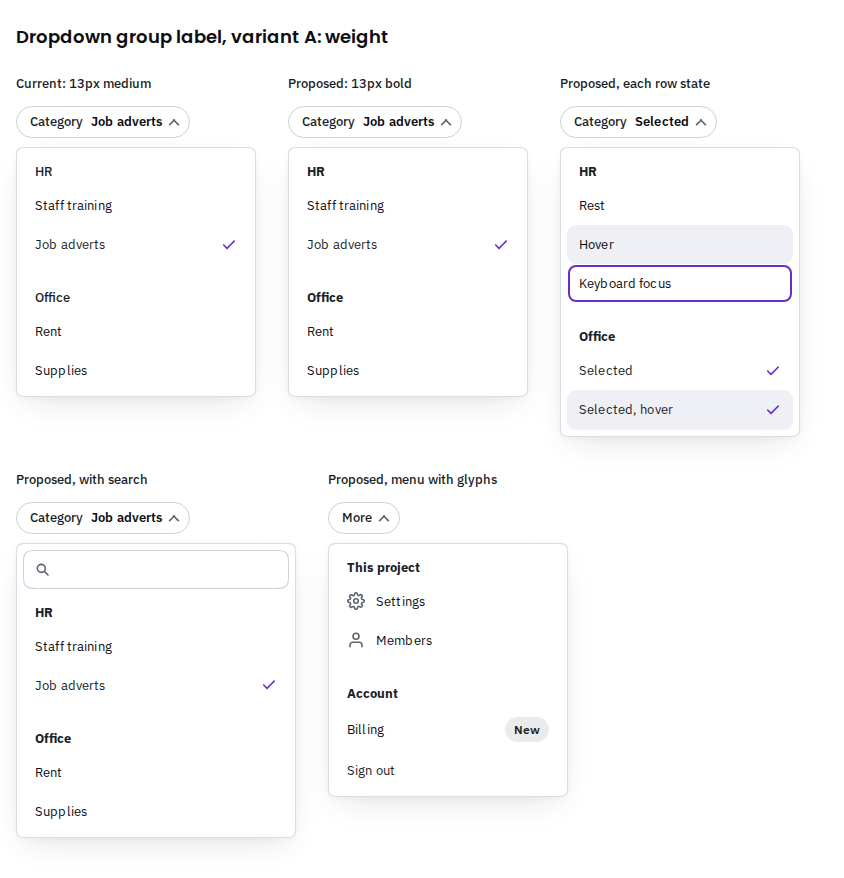 Dropdown group label, variant A: weight
Current: 13px medium
Category Job adverts
HR
Staff training
Job adverts
Office
Rent
Supplies
Proposed: 13px bold
Category Job adverts
HR
Staff training
Job adverts
Office
Rent
Supplies
Proposed, each row state
Category Selected
HR
Rest
Hover
Keyboard focus
Office
Selected
Selected, hover
Proposed, with search
Category Job adverts
HR
Staff training
Job adverts
Office
Rent
Supplies
Proposed, menu with glyphs
More
This project
Settings
Members
Account
Billing New
Sign out